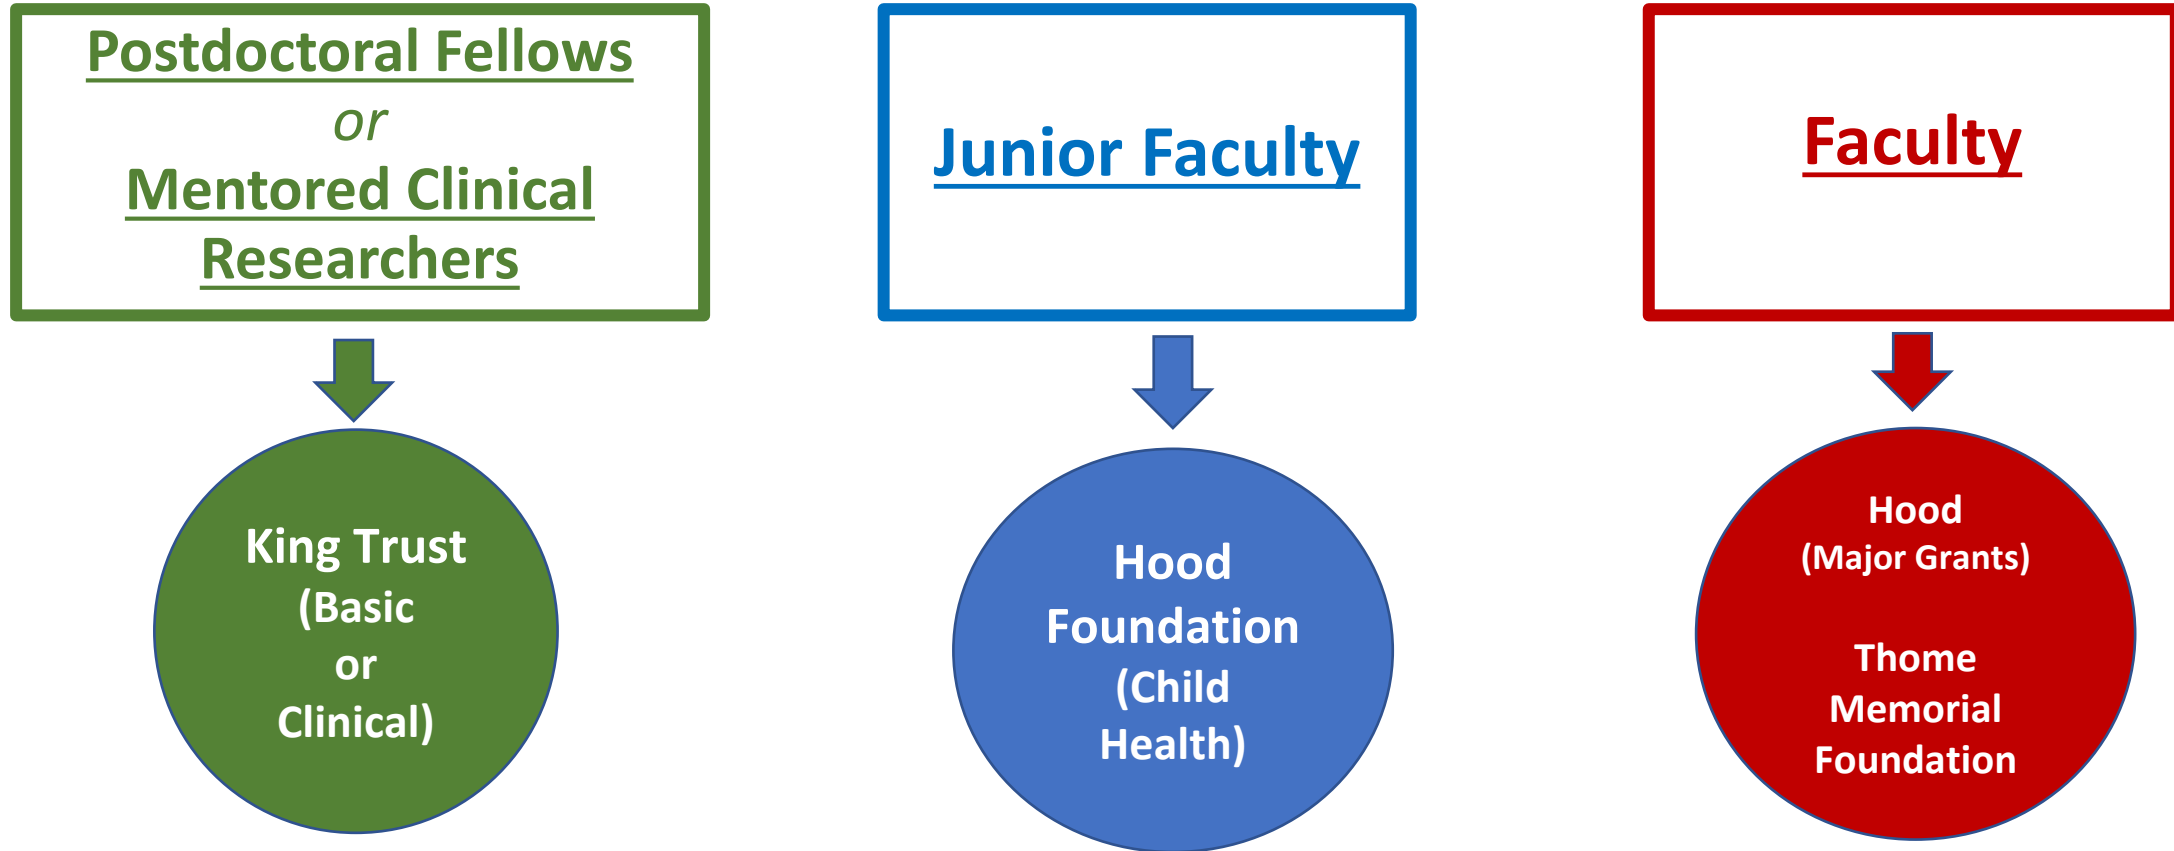 Postdoctoral Fellows
or
Mentored Clinical
Researchers
King Trust
(Basic
or
Clinical)
Junior Faculty
Hood
Foundation
(Child
Health)
Faculty
Hood
(Major Grants)
Thome
Memorial
Foundation